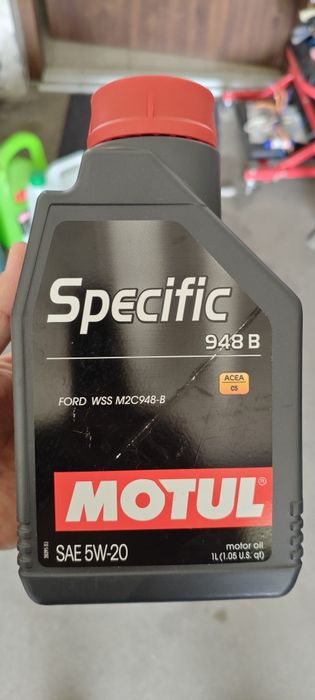 Specific
948 B
ACEA
C5
FORD WSS M2C948-B
MOTUL®
SAE 5W-20
motor oil
1L (1.05 U.S. qt)